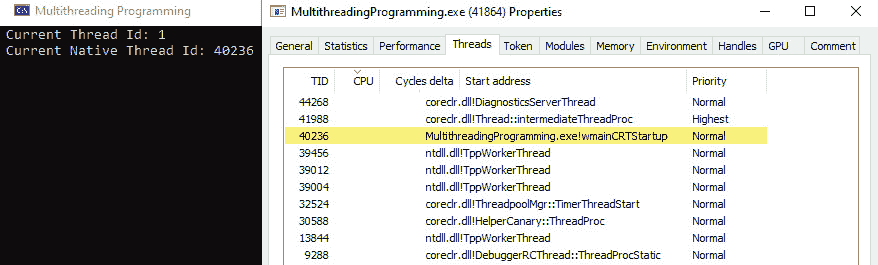 Multithreading Programming
Current Thread Id: 1
Current Native Thread Id: 40236
MultithreadingProgramming.exe (41864) Properties
General Statistics Performance Threads Token Modules Memory Environment Handles GPU Comment
TID CPU Cycles delta Start address Priority
44268 coreclr.dll!DiagnosticsServerThread Normal
41988 coreclr.dll!Thread::intermediateThreadProc Highest
40236 MultithreadingProgramming.exe!wmainCRTStartup Normal
39456 ntdll.dll!TppWorkerThread Normal
39012 ntdll.dll!TppWorkerThread Normal
39004 ntdll.dll!TppWorkerThread Normal
32524 coreclr.dll!ThreadpoolMgr::TimerThreadStart Normal
30588 coreclr.dll!HelperCanary::ThreadProc Normal
13844 ntdll.dll!TppWorkerThread Normal
9288 coreclr.dll!DebuggerRCThread::ThreadProcStatic Normal